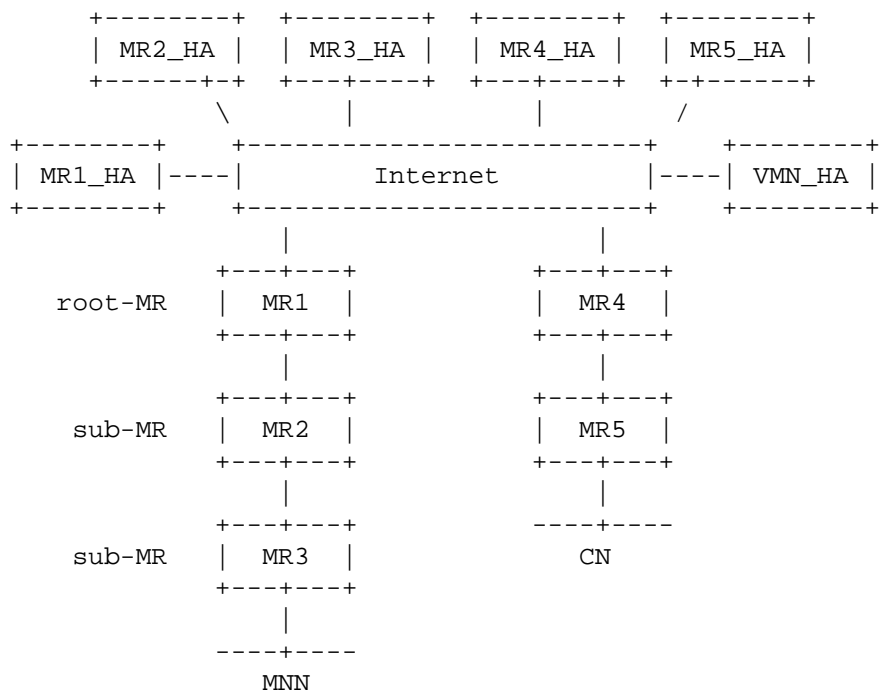 MR2_HA MR3_HA MR4_HA MR5_HA
MR1_HA Internet VMN_HA
root-MR MR1 MR4
sub-MR MR2 MR5
sub-MR MR3 CN
MNN